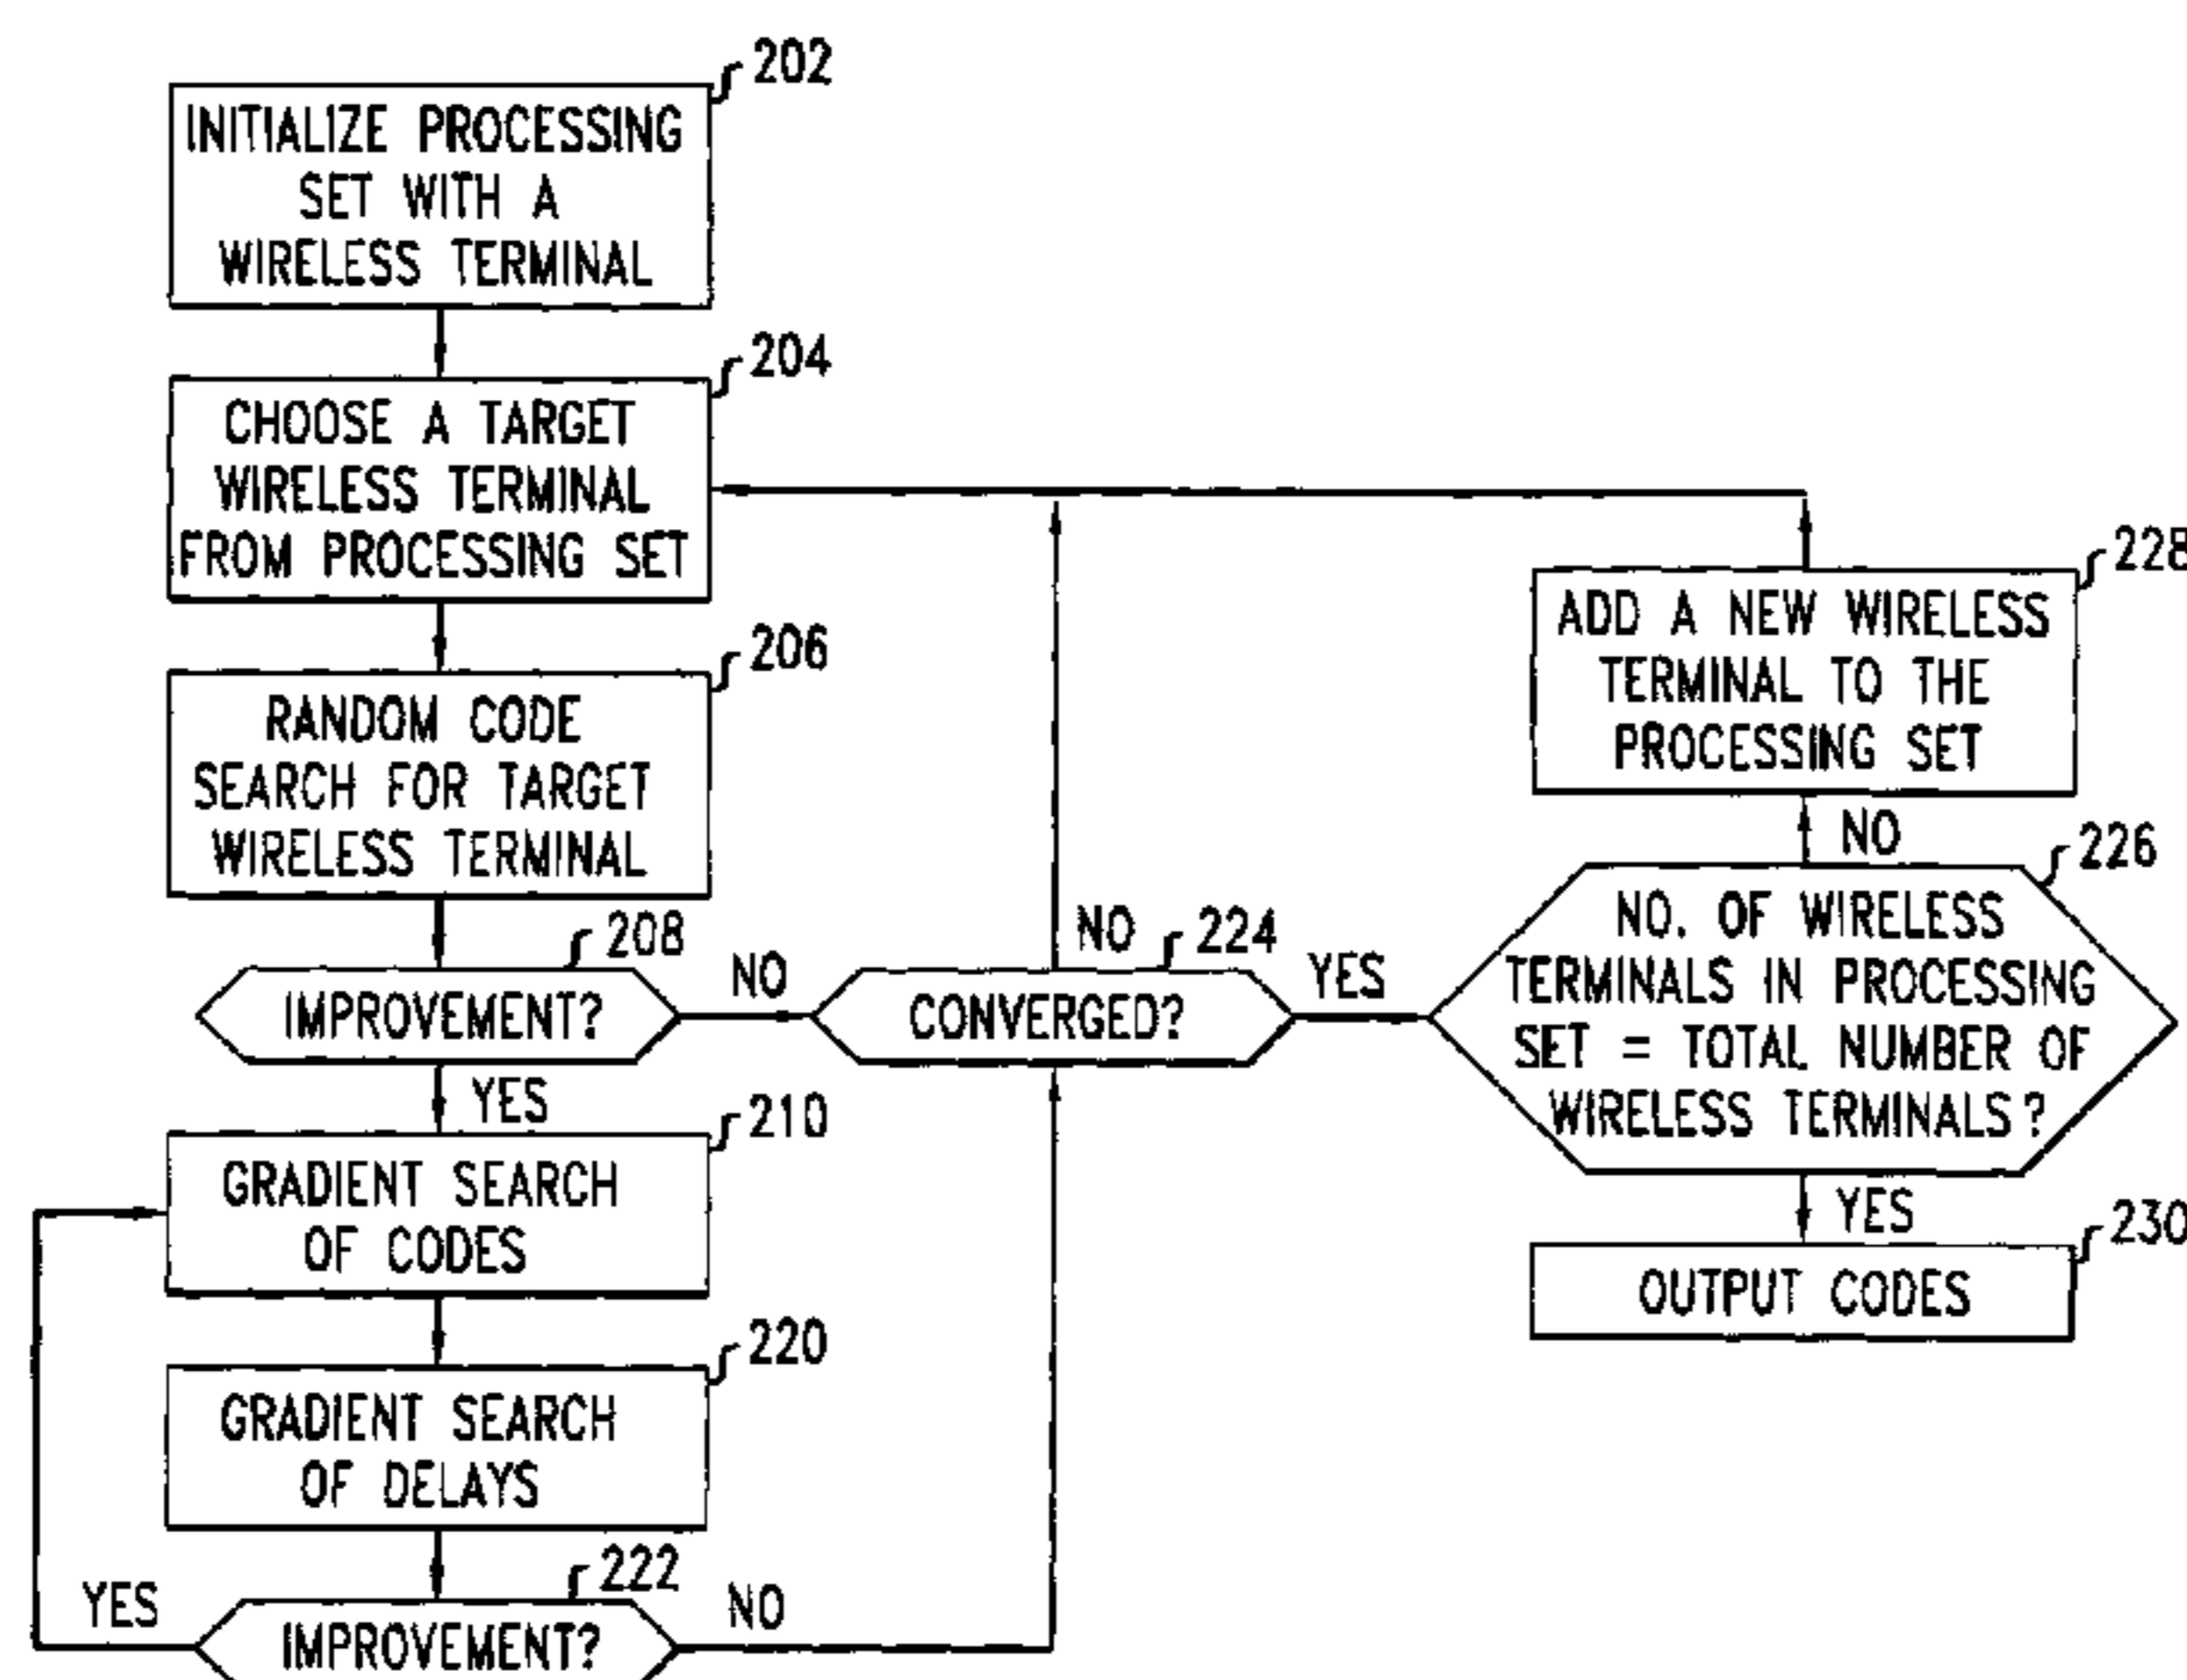 202
INITIALIZE PROCESSING
SET WITH A
WIRELESS TERMINAL
204
CHOOSE A TARGET
WIRELESS TERMINAL
FROM PROCESSING SET
206
RANDOM CODE
SEARCH FOR TARGET
WIRELESS TERMINAL
208
IMPROVEMENT?
NO
YES
210
GRADIENT SEARCH
OF CODES
220
GRADIENT SEARCH
OF DELAYS
222
IMPROVEMENT?
YES
NO
224
CONVERGED?
NO
YES
226
NO. OF WIRELESS
TERMINALS IN PROCESSING
SET = TOTAL NUMBER OF
WIRELESS TERMINALS?
NO
228
ADD A NEW WIRELESS
TERMINAL TO THE
PROCESSING SET
YES
230
OUTPUT CODES